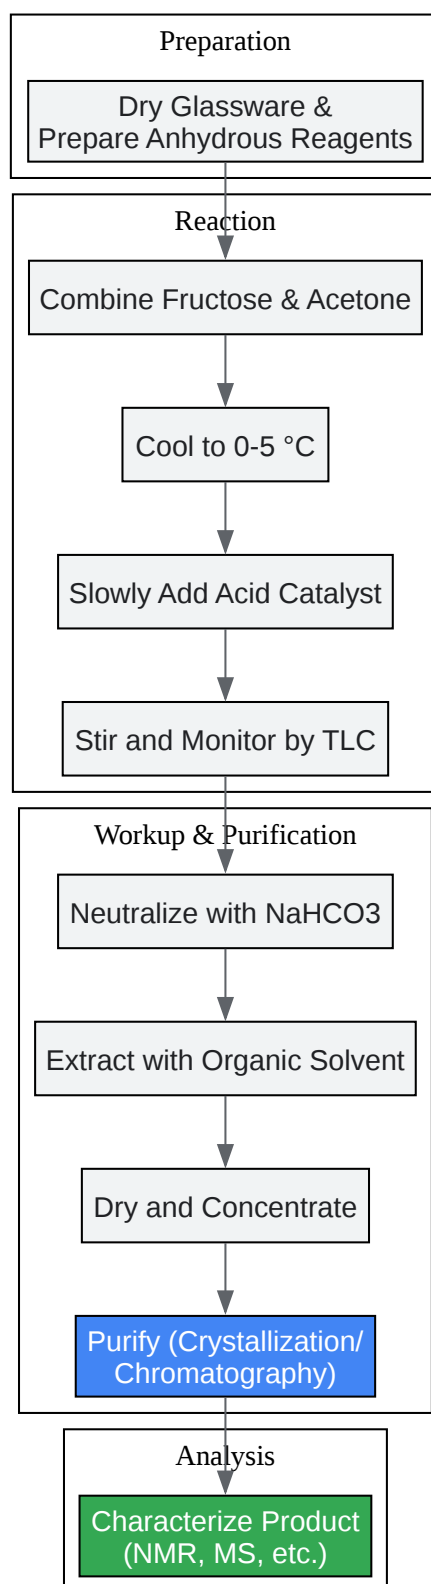 Preparation
Dry Glassware &
Prepare Anhydrous Reagents
Reaction
Combine Fructose & Acetone
Cool to 0-5 °C
Slowly Add Acid Catalyst
Stir and Monitor by TLC
Workup & Purification
Neutralize with NaHCO3
Extract with Organic Solvent
Dry and Concentrate
Purify (Crystallization/
Chromatography)
Analysis
Characterize Product
(NMR, MS, etc.)